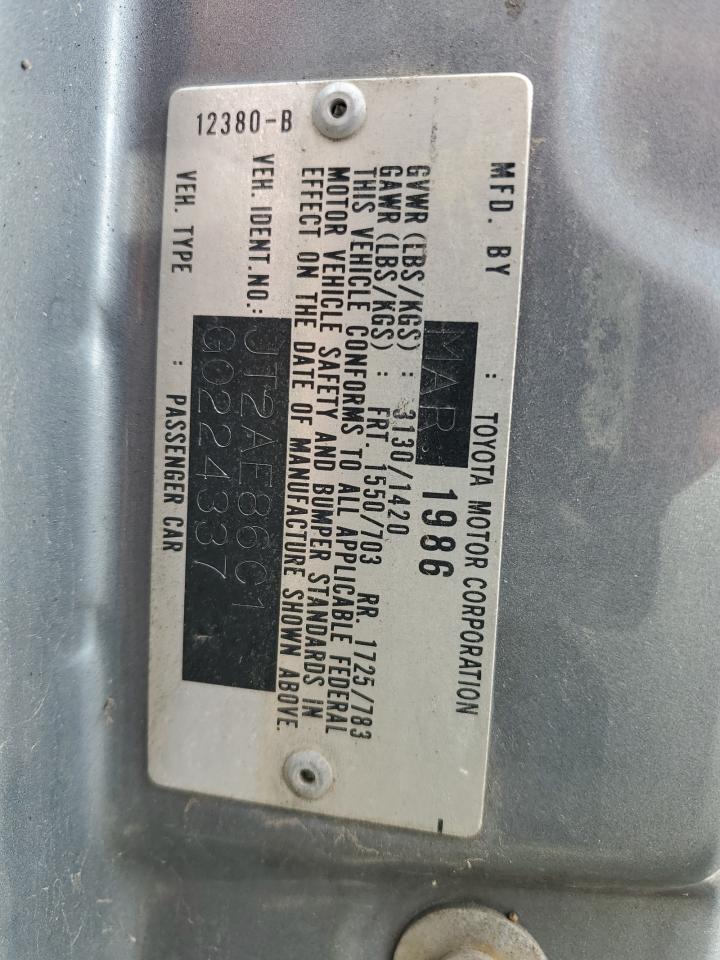 MFD. BY : TOYOTA MOTOR CORPORATION
MAR. 1986
GVWR (LBS/KGS) : 3130/1420
GAWR (LBS/KGS) : FRT. 1550/703 RR. 1725/783
THIS VEHICLE CONFORMS TO ALL APPLICABLE FEDERAL
MOTOR VEHICLE SAFETY AND BUMPER STANDARDS IN
EFFECT ON THE DATE OF MANUFACTURE SHOWN ABOVE.
VEH. IDENT.NO.: JT2AE86C1
G0224337
VEH. TYPE : PASSENGER CAR
12380-B